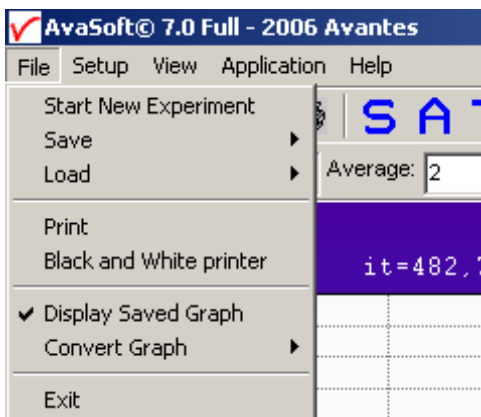 AvaSoft© 7.0 Full - 2006 Avantes
File Setup View Application Help
Start New Experiment
S A
Save
Load
Average: 2
Print
Black and White printer
it=482,
Display Saved Graph
Convert Graph
Exit